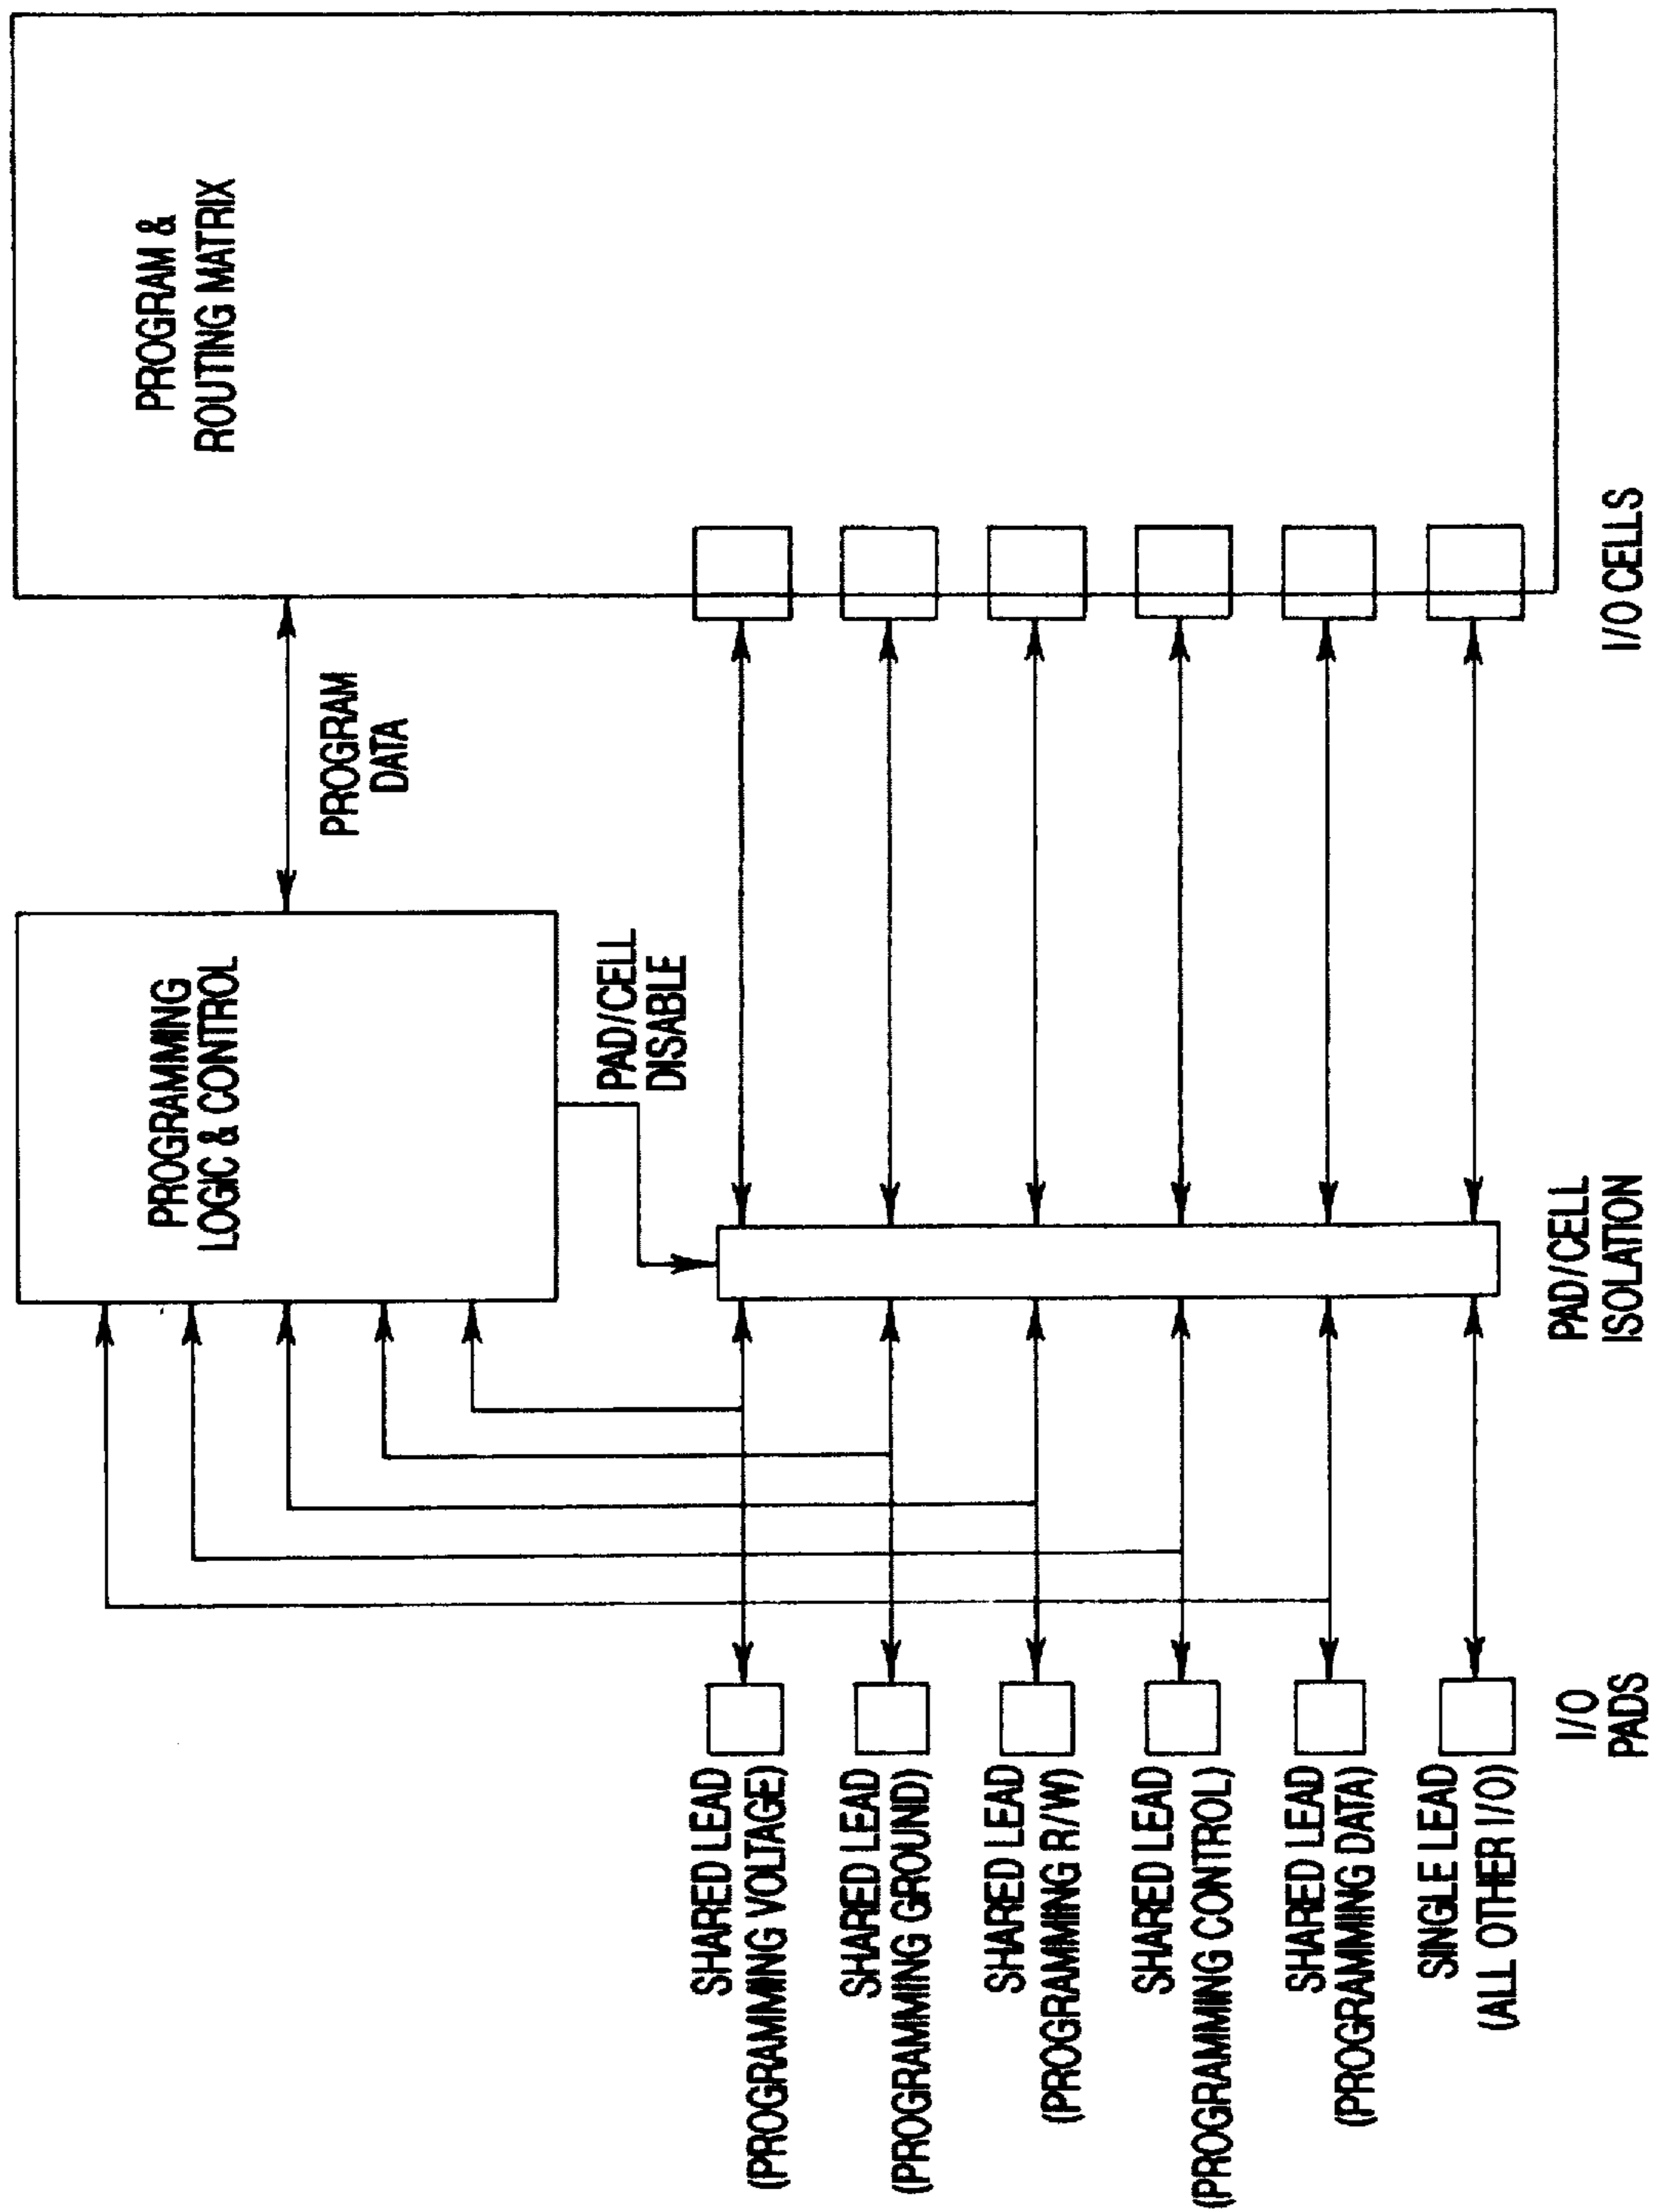 PROGRAM &
ROUTING MATRIX
PROGRAMMING
LOGIC & CONTROL
PROGRAM
DATA
PAD/CELL
DISABLE
SHARED LEAD
(PROGRAMMING VOLTAGE)
SHARED LEAD
(PROGRAMMING GROUND)
SHARED LEAD
(PROGRAMMING R/W)
SHARED LEAD
(PROGRAMMING CONTROL)
SHARED LEAD
(PROGRAMMING DATA)
SINGLE LEAD
(ALL OTHER I/O)
I/O
PADS
PAD/CELL
ISOLATION
I/O CELLS